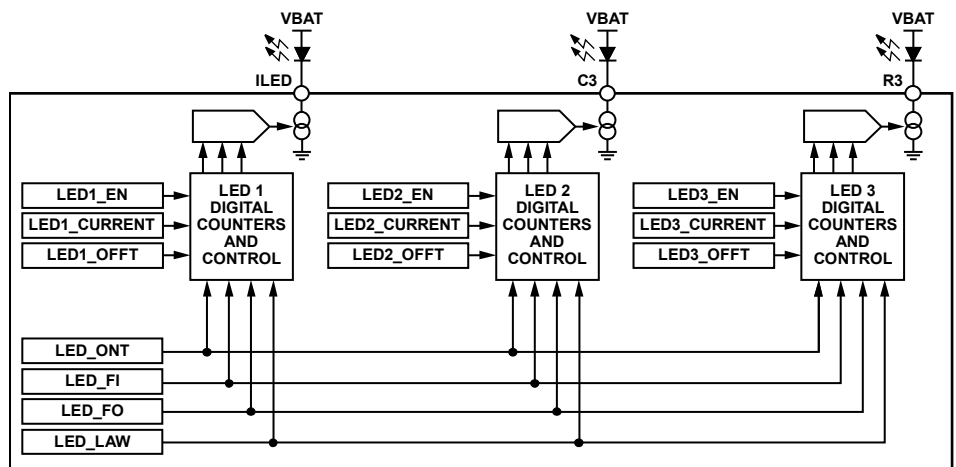 VBAT VBAT VBAT
ILED C3 R3
LED1_EN
LED1_CURRENT
LED1_OFFT
LED 1
DIGITAL
COUNTERS
AND
CONTROL
LED2_EN
LED2_CURRENT
LED2_OFFT
LED 2
DIGITAL
COUNTERS
AND
CONTROL
LED3_EN
LED3_CURRENT
LED3_OFFT
LED 3
DIGITAL
COUNTERS
AND
CONTROL
LED_ONT
LED_FI
LED_FO
LED_LAW